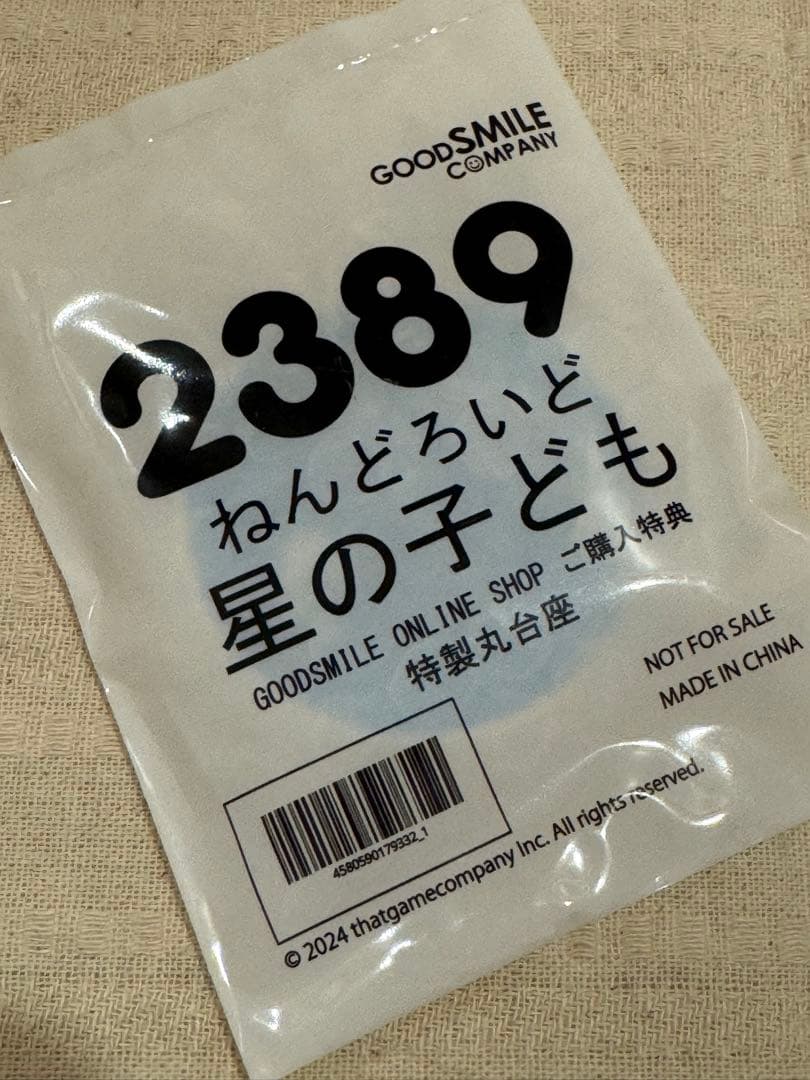 GOODSMILE
COMPANY
2389
ねんどろいど
星の子ども
GOODSMILE ONLINE SHOP ご購入特典
特製丸台座
NOT FOR SALE
MADE IN CHINA
4580590179332_1
© 2024 thatgamecompany Inc. All rights reserved.